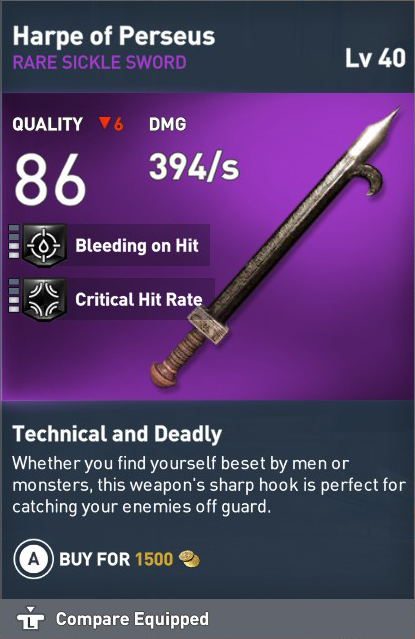 Harpe of Perseus
RARE SICKLE SWORD
Lv 40
QUALITY ▼6 DMG
86 394/s
Bleeding on Hit
Critical Hit Rate
Technical and Deadly
Whether you find yourself beset by men or
monsters, this weapon's sharp hook is perfect for
catching your enemies off guard.
A BUY FOR 1500
L Compare Equipped